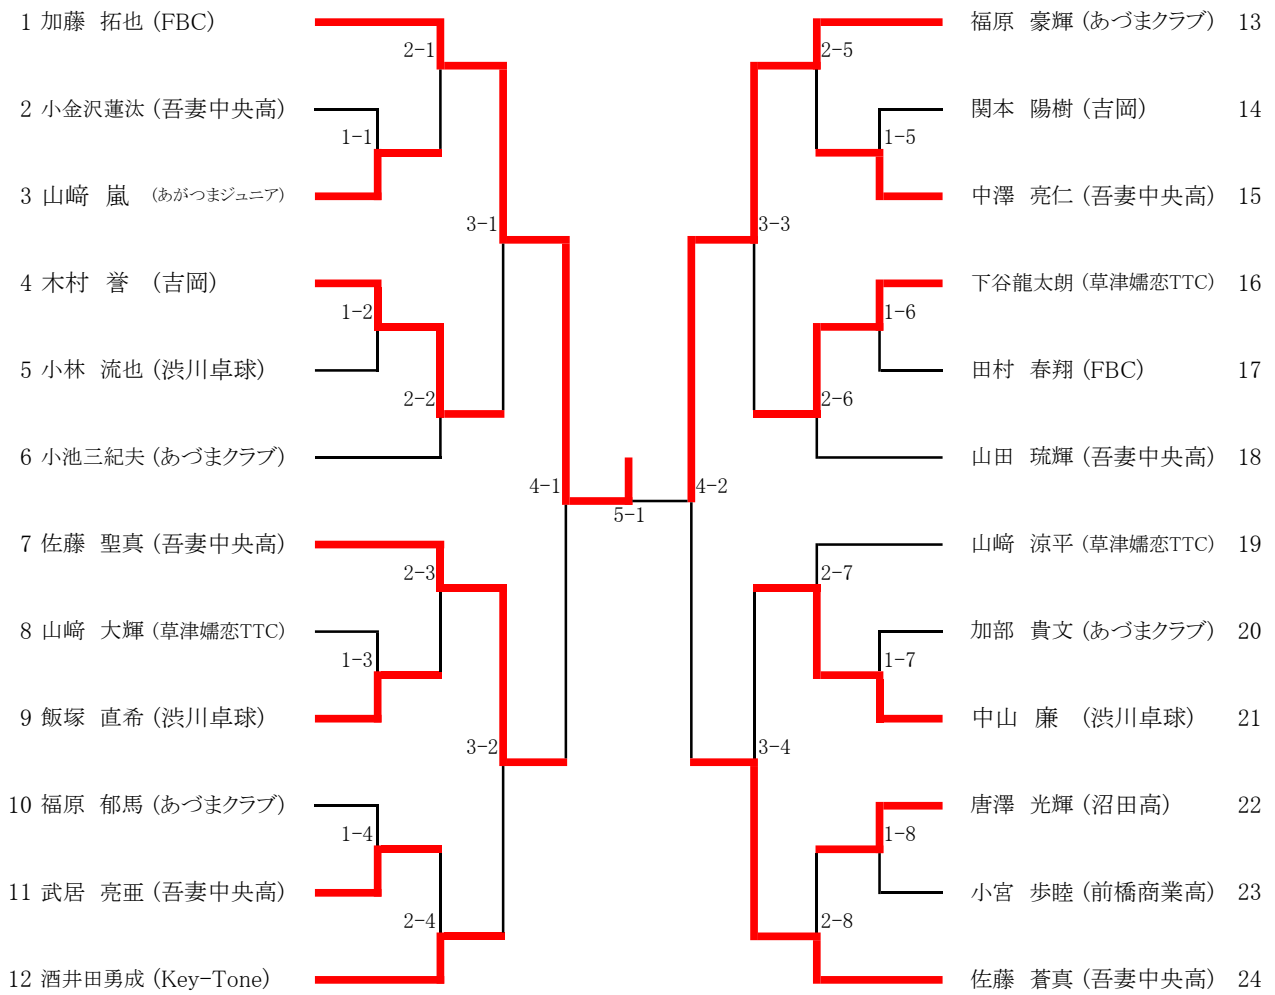 1 加藤 拓也 (FBC)
2-1
2 小金沢蓮汰 (吾妻中央高)
1-1
3 山﨑 嵐 (あがつまジュニア)
3-1
4 木村 誉 (吉岡)
1-2
5 小林 流也 (渋川卓球)
2-2
6 小池三紀夫 (あづまクラブ)
4-1
7 佐藤 聖真 (吾妻中央高)
2-3
8 山﨑 大輝 (草津嬬恋TTC)
1-3
9 飯塚 直希 (渋川卓球)
3-2
10 福原 郁馬 (あづまクラブ)
1-4
11 武居 亮亜 (吾妻中央高)
2-4
12 酒井田勇成 (Key-Tone)
5-1
福原 豪輝 (あづまクラブ) 13
2-5
関本 陽樹 (吉岡) 14
1-5
中澤 亮仁 (吾妻中央高) 15
3-3
下谷龍太朗 (草津嬬恋TTC) 16
1-6
田村 春翔 (FBC) 17
2-6
山田 琉輝 (吾妻中央高) 18
4-2
山﨑 涼平 (草津嬬恋TTC) 19
2-7
加部 貴文 (あづまクラブ) 20
1-7
中山 廉 (渋川卓球) 21
3-4
唐澤 光輝 (沼田高) 22
1-8
小宮 歩睦 (前橋商業高) 23
2-8
佐藤 蒼真 (吾妻中央高) 24